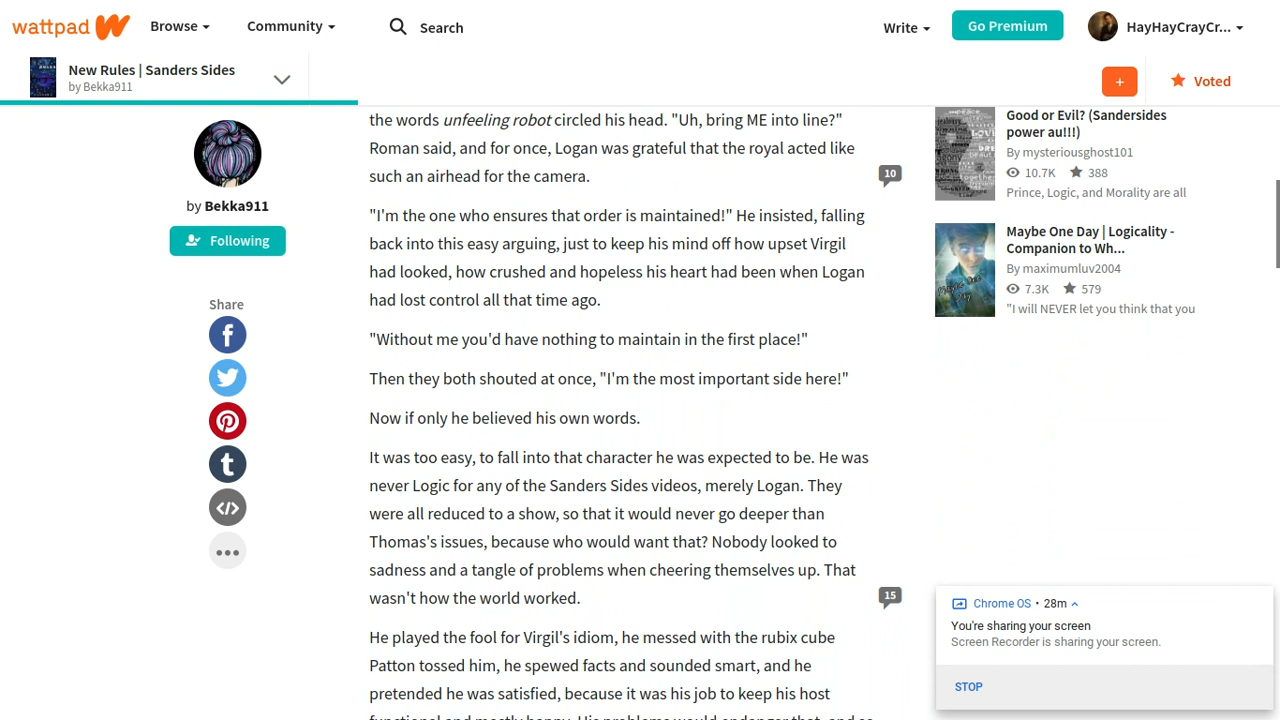 wattpad
Browse
Community
Search
Write
Go Premium
HayHayCrayCr...
New Rules | Sanders Sides
by Bekka911
+
Voted
by Bekka911
Following
Share
the words unfeeling robot circled his head. "Uh, bring ME into line?"
Roman said, and for once, Logan was grateful that the royal acted like
such an airhead for the camera.
10
"I'm the one who ensures that order is maintained!" He insisted, falling
back into this easy arguing, just to keep his mind off how upset Virgil
had looked, how crushed and hopeless his heart had been when Logan
had lost control all that time ago.
"Without me you'd have nothing to maintain in the first place!"
Then they both shouted at once, "I'm the most important side here!"
Now if only he believed his own words.
It was too easy, to fall into that character he was expected to be. He was
never Logic for any of the Sanders Sides videos, merely Logan. They
were all reduced to a show, so that it would never go deeper than
Thomas's issues, because who would want that? Nobody looked to
sadness and a tangle of problems when cheering themselves up. That
wasn't how the world worked.
15
He played the fool for Virgil's idiom, he messed with the rubix cube
Patton tossed him, he spewed facts and sounded smart, and he
pretended he was satisfied, because it was his job to keep his host
functional and mostly happy. His problems would endanger that, and so
Good or Evil? (Sandersides
power au!!!)
By mysteriousghost101
10.7K 388
Prince, Logic, and Morality are all
Maybe One Day | Logicality -
Companion to Wh...
By maximumluv2004
7.3K 579
"I will NEVER let you think that you
Chrome OS • 28m
You're sharing your screen
Screen Recorder is sharing your screen.
STOP